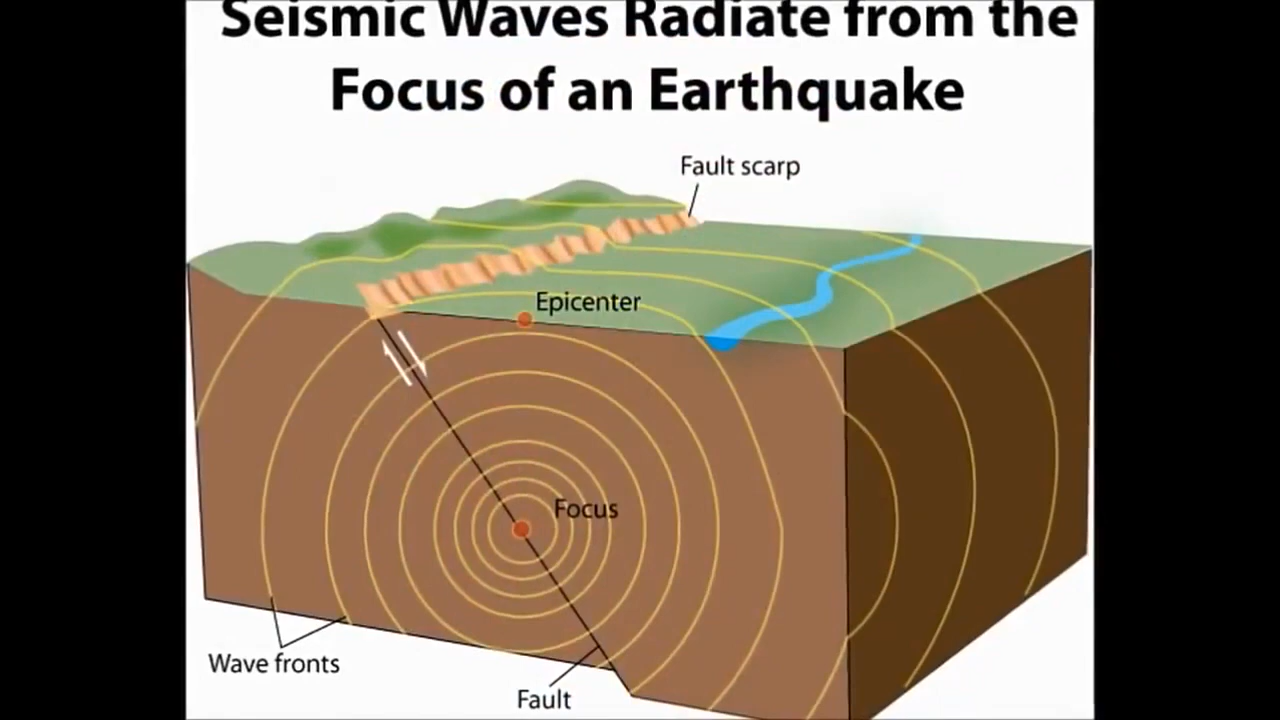 Seismic Waves Radiate from the
Focus of an Earthquake
Fault scarp
Epicenter
Focus
Wave fronts
Fault